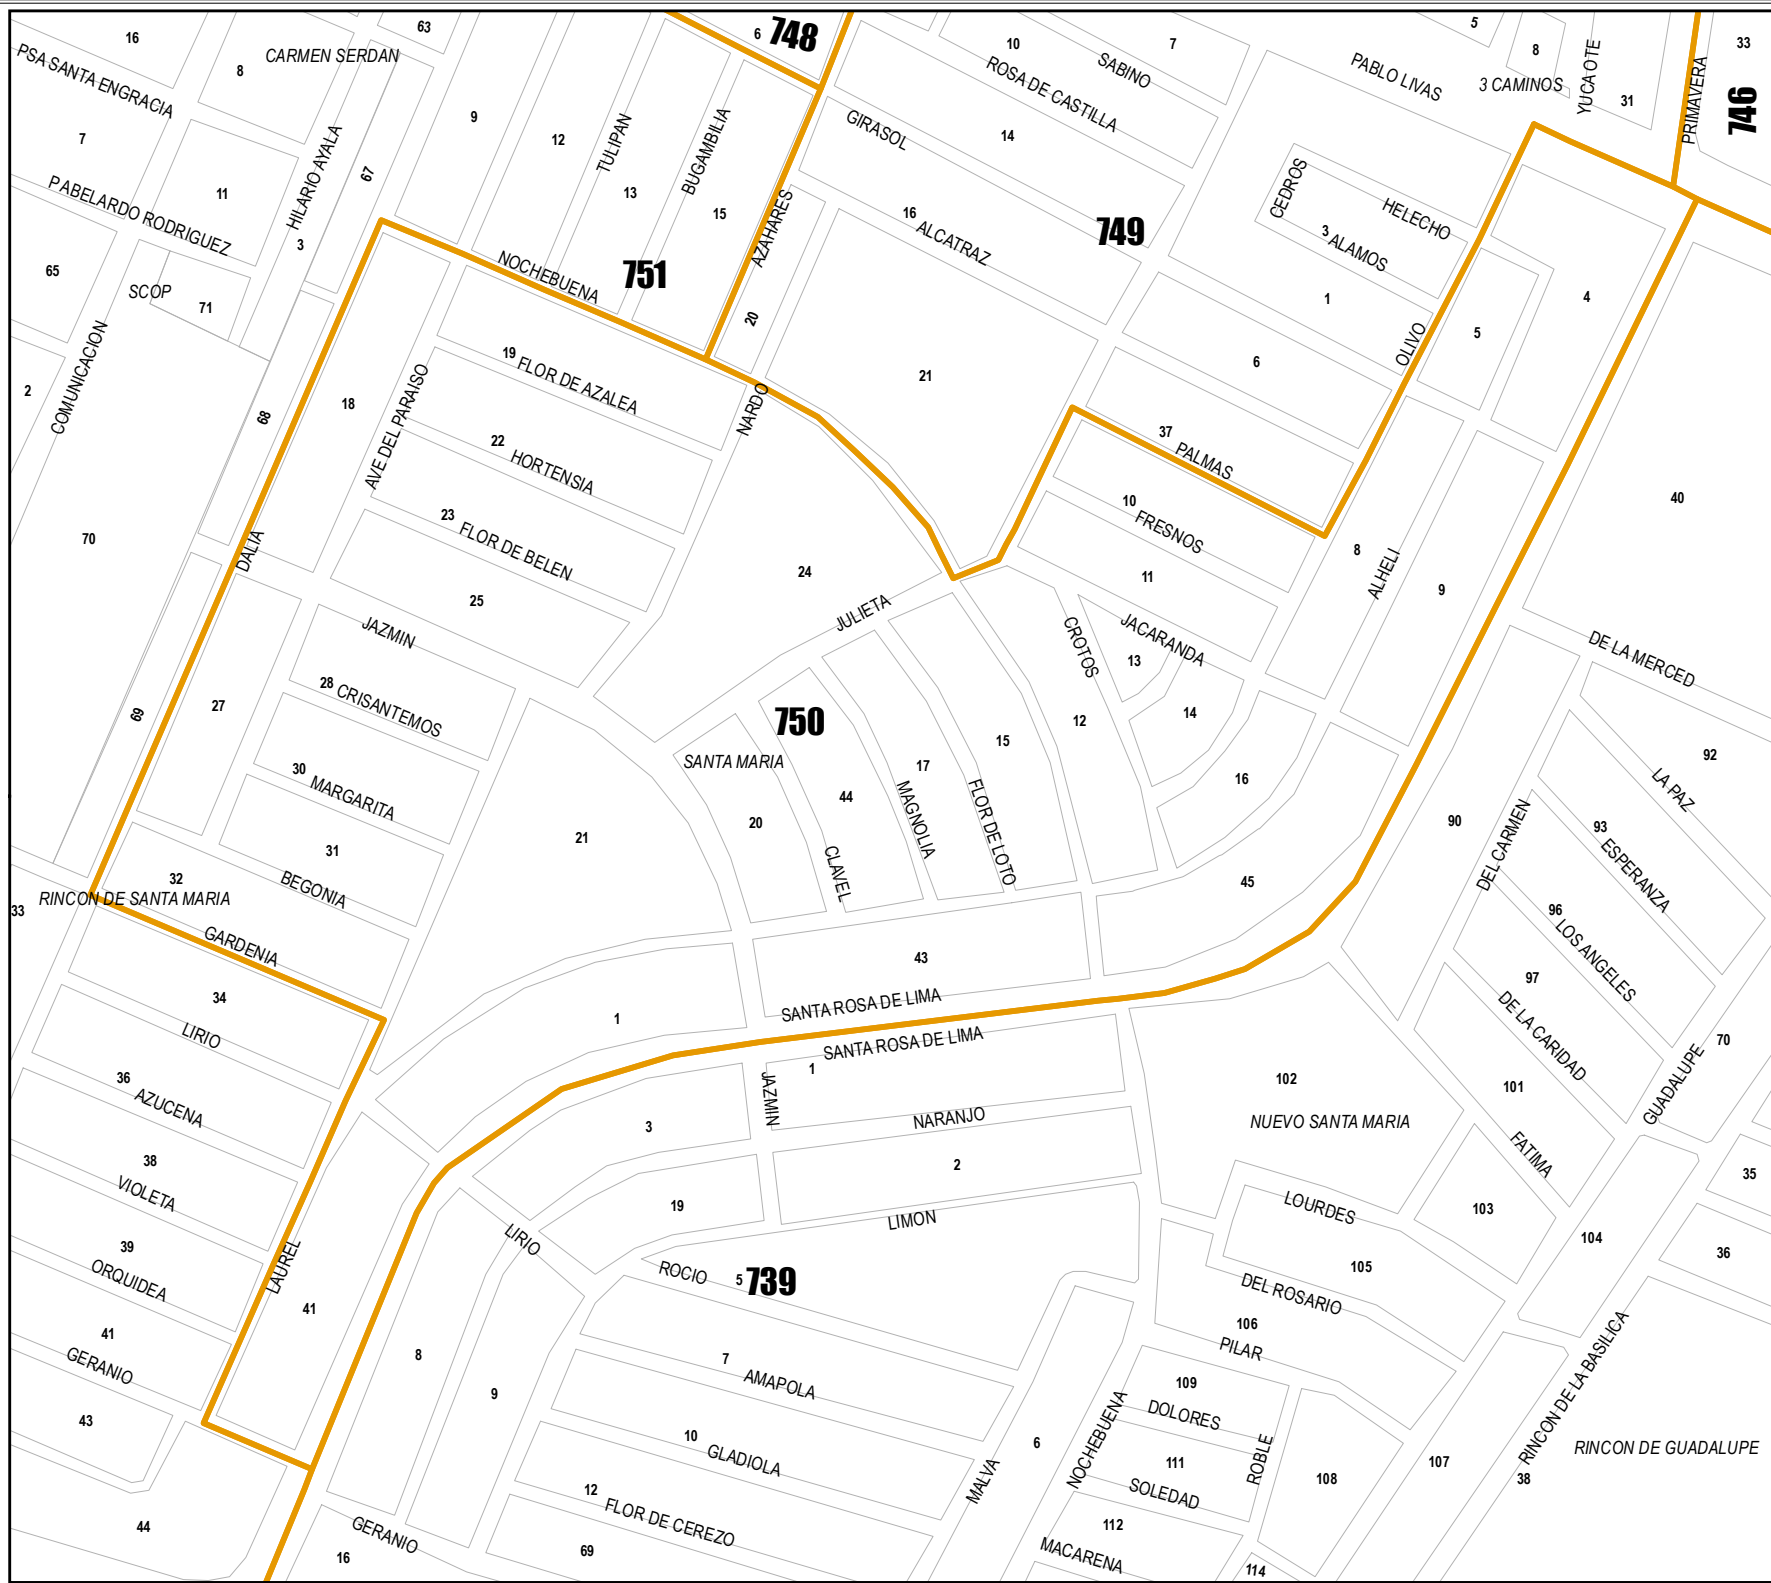 16
63
6
748
10
7
5
8
33
CARMEN SERDAN
PSA SANTA ENGRACIA
8
SABINO
ROSA DE CASTILLA
PABLO LIVAS
3 CAMINOS
YUCA OTE
PRIMAVERA
746
31
7
9
12
TULIPAN
BUGAMBILIA
GIRASOL
14
HILARIO AYALA
67
11
13
15
16
AZAHARES
ALCATRAZ
749
CEDROS
HELECHO
3
ALAMOS
P ABELARDO RODRIGUEZ
3
65
SCOP
71
NOCHEBUENA
751
20
1
4
5
OLIVO
6
COMUNICACION
2
19
FLOR DE AZALEA
21
18
AVE DEL PARAISO
NARDO
68
22
HORTENSIA
37
PALMAS
40
70
DALIA
23
FLOR DE BELEN
10
FRESNOS
8
ALHELI
9
24
11
25
JULIETA
JAZMIN
CROTOS
JACARANDA
13
DE LA MERCED
28
CRISANTEMOS
27
69
750
SANTA MARIA
15
12
14
92
30
MARGARITA
17
MAGNOLIA
FLOR DE LOTO
16
LA PAZ
44
20
21
31
CLAVEL
90
DEL CARMEN
93
ESPERANZA
32
RINCON DE SANTA MARIA
33
BEGONIA
45
96
LOS ANGELES
GARDENIA
43
97
DE LA CARIDAD
34
LIRIO
1
SANTA ROSA DE LIMA
SANTA ROSA DE LIMA
1
70
GUADALUPE
36
AZUCENA
JAZMIN
102
101
3
NARANJO
NUEVO SANTA MARIA
38
VIOLETA
2
FATIMA
35
19
LIMON
LOURDES
103
39
ORQUIDEA
LAUREL
LIRIO
104
36
ROCIO
5
739
105
DEL ROSARIO
41
41
GERANIO
8
106
PILAR
RINCON DE LA BASILICA
7
AMAPOLA
9
109
DOLORES
NOCHEBUENA
43
10
GLADIOLA
6
ROBLE
RINCON DE GUADALUPE
111
SOLEDAD
107
108
38
MALVA
12
FLOR DE CEREZO
44
GERANIO
16
69
112
MACARENA
114